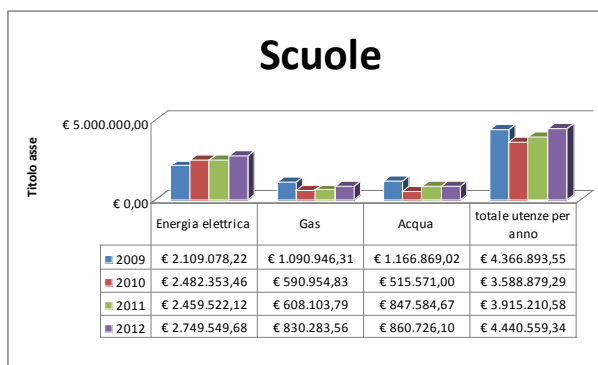 Scuole
Titolo asse
€ 5.000.000,00
€ 0,00
Energia elettrica Gas Acqua totale utenze per anno
2009 € 2.109.078,22 € 1.090.946,31 € 1.166.869,02 € 4.366.893,55
2010 € 2.482.353,46 € 590.954,83 € 515.571,00 € 3.588.879,29
2011 € 2.459.522,12 € 608.103,79 € 847.584,67 € 3.915.210,58
2012 € 2.749.549,68 € 830.283,56 € 860.726,10 € 4.440.559,34